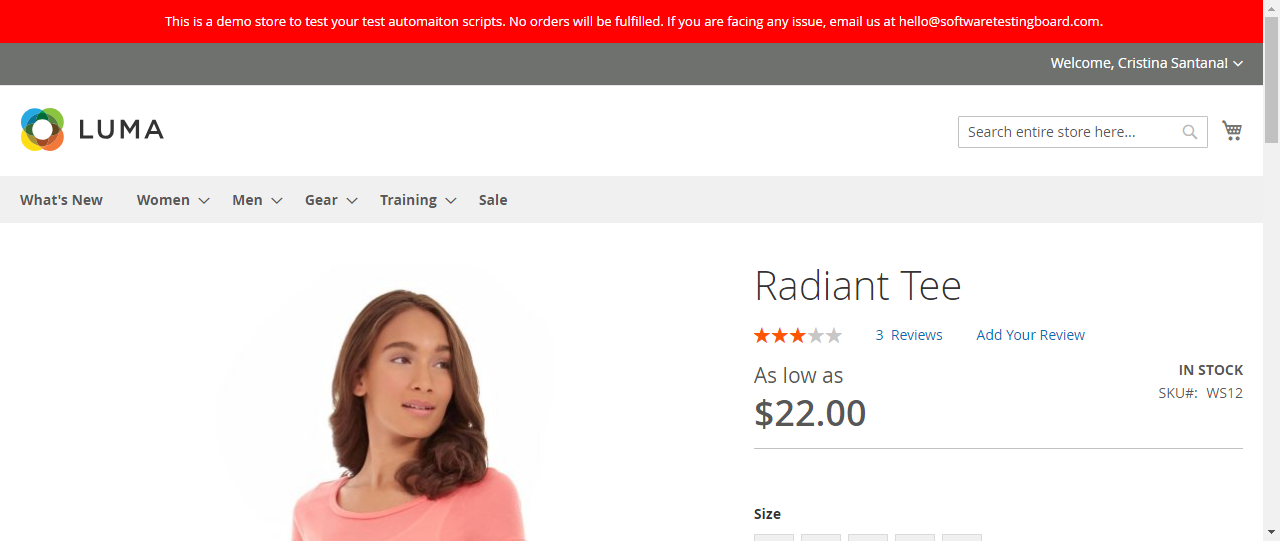 This is a demo store to test your test automaiton scripts. No orders will be fulfilled. If you are facing any issue, email us at hello@softwaretestingboard.com.
Welcome, Cristina Santana!
LUMA
Search entire store here...
What's New Women Men Gear Training Sale
Radiant Tee
3 Reviews Add Your Review
As low as
IN STOCK
$22.00
SKU#: WS12
Size